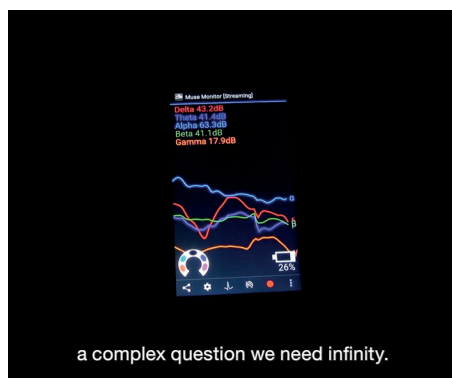 Muse Monitor [Streaming]
Delta 43.2dB
Theta 41.4dB
Alpha 63.3dB
Beta 41.1dB
Gamma 17.9dB
α
β
26%
a complex question we need infinity.